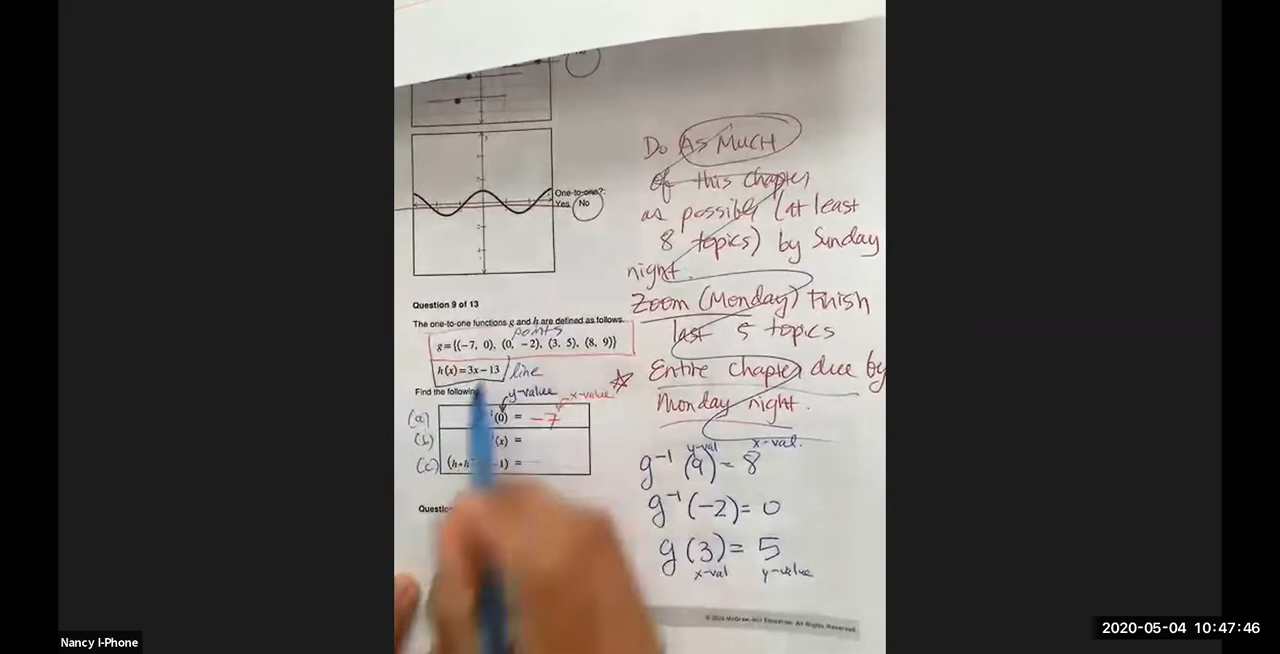 No
One-to-one?:
Yes No
Question 9 of 13
The one-to-one functions g and h are defined as follows.
points
g={(−7, 0), (0, −2), (3, 5), (8, 9)}
h(x)=3x−13 line
Find the following
y-value x-value
(a) (0) = −7
(b) (x) =
(c) (h∘h −1) =
Do As Much
of this chapter
as possible (at least
8 topics) by Sunday
night.
Zoom (Monday) Finish
last 5 topics
☆ Entire Chapter due by
Monday night.
y-val x-val.
g⁻¹ (9) = 8
g⁻¹ (−2) = 0
g (3) = 5
x-val y-value
© 2020 McGraw-Hill Education. All Rights Reserved.
Nancy I-Phone
2020-05-04 10:47:46